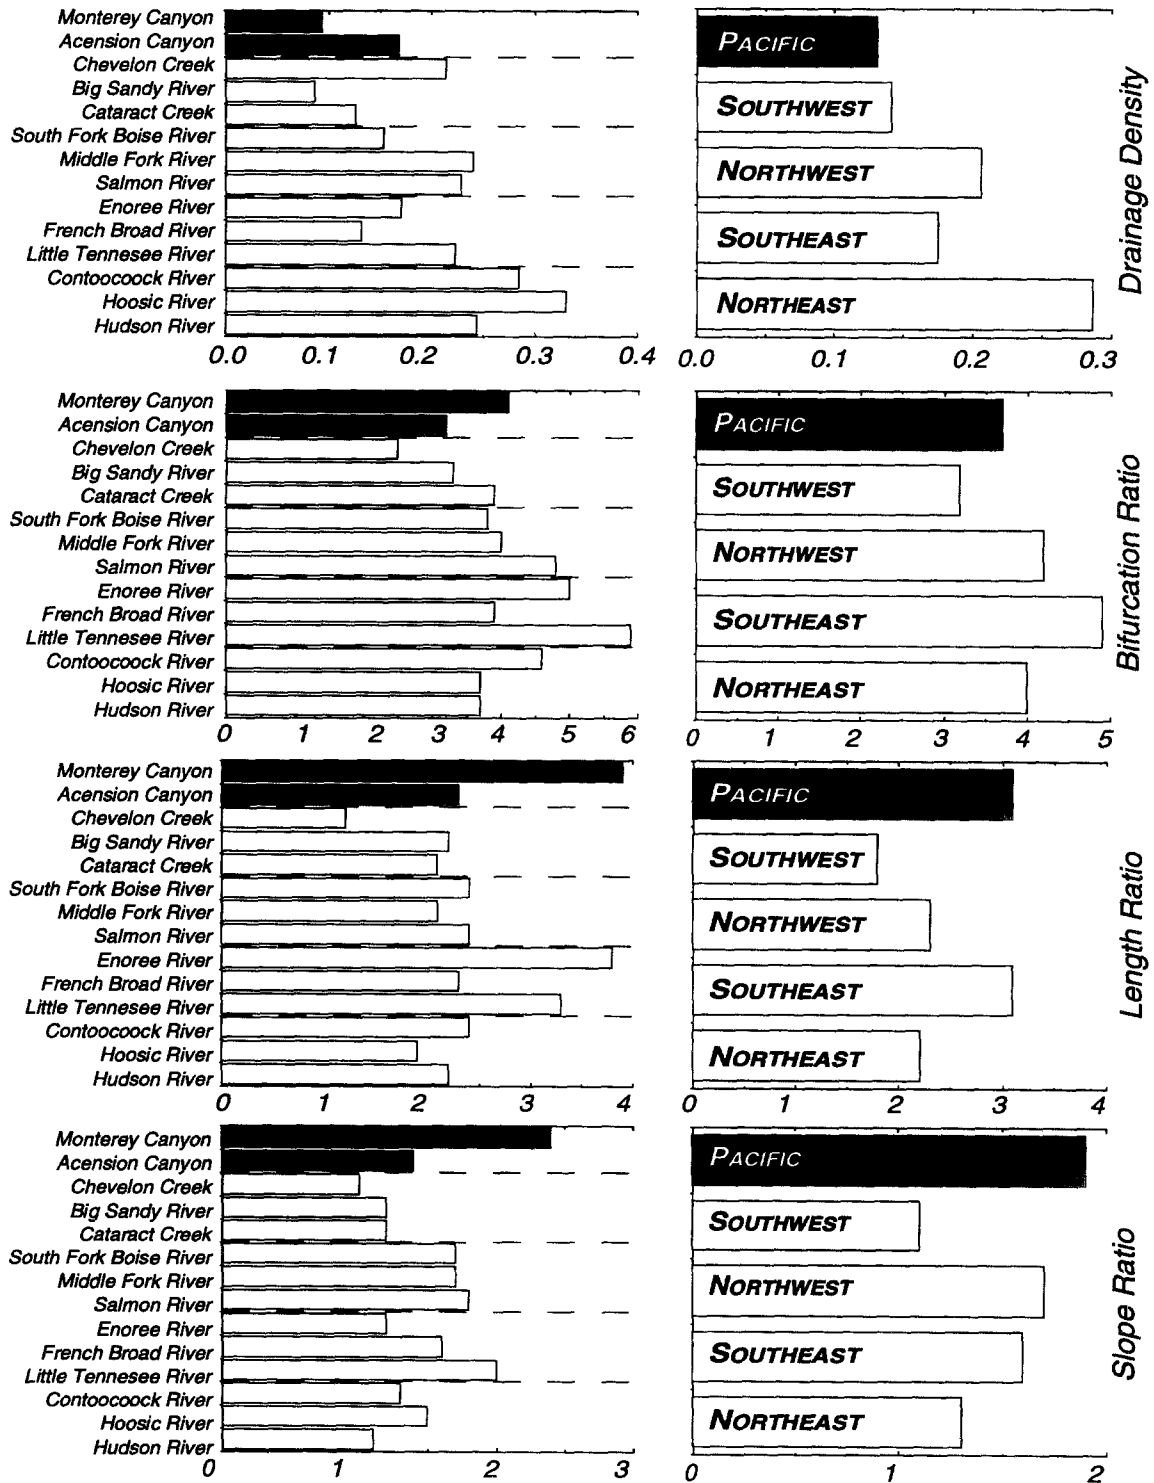 Monterey Canyon
Acension Canyon
Chevelon Creek
Big Sandy River
Cataract Creek
South Fork Boise River
Middle Fork River
Salmon River
Enoree River
French Broad River
Little Tennesee River
Contoocoock River
Hoosic River
Hudson River
0.0 0.1 0.2 0.3 0.4
PACIFIC
SOUTHWEST
NORTHWEST
SOUTHEAST
NORTHEAST
0.0 0.1 0.2 0.3
Drainage Density
Monterey Canyon
Acension Canyon
Chevelon Creek
Big Sandy River
Cataract Creek
South Fork Boise River
Middle Fork River
Salmon River
Enoree River
French Broad River
Little Tennesee River
Contoocoock River
Hoosic River
Hudson River
0 1 2 3 4 5 6
PACIFIC
SOUTHWEST
NORTHWEST
SOUTHEAST
NORTHEAST
0 1 2 3 4 5
Bifurcation Ratio
Monterey Canyon
Acension Canyon
Chevelon Creek
Big Sandy River
Cataract Creek
South Fork Boise River
Middle Fork River
Salmon River
Enoree River
French Broad River
Little Tennesee River
Contoocoock River
Hoosic River
Hudson River
0 1 2 3 4
PACIFIC
SOUTHWEST
NORTHWEST
SOUTHEAST
NORTHEAST
0 1 2 3 4
Length Ratio
Monterey Canyon
Acension Canyon
Chevelon Creek
Big Sandy River
Cataract Creek
South Fork Boise River
Middle Fork River
Salmon River
Enoree River
French Broad River
Little Tennesee River
Contoocoock River
Hoosic River
Hudson River
0 1 2 3
PACIFIC
SOUTHWEST
NORTHWEST
SOUTHEAST
NORTHEAST
0 1 2
Slope Ratio